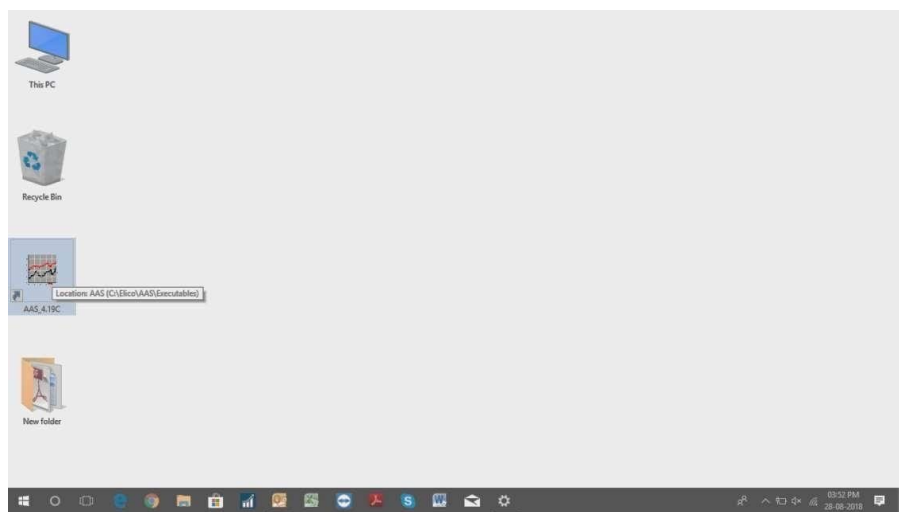 This PC
Recycle Bin
Location: AAS (C:\Elico\AAS\Executables)
AAS_4.19C
New folder
03:52 PM
28-08-2018